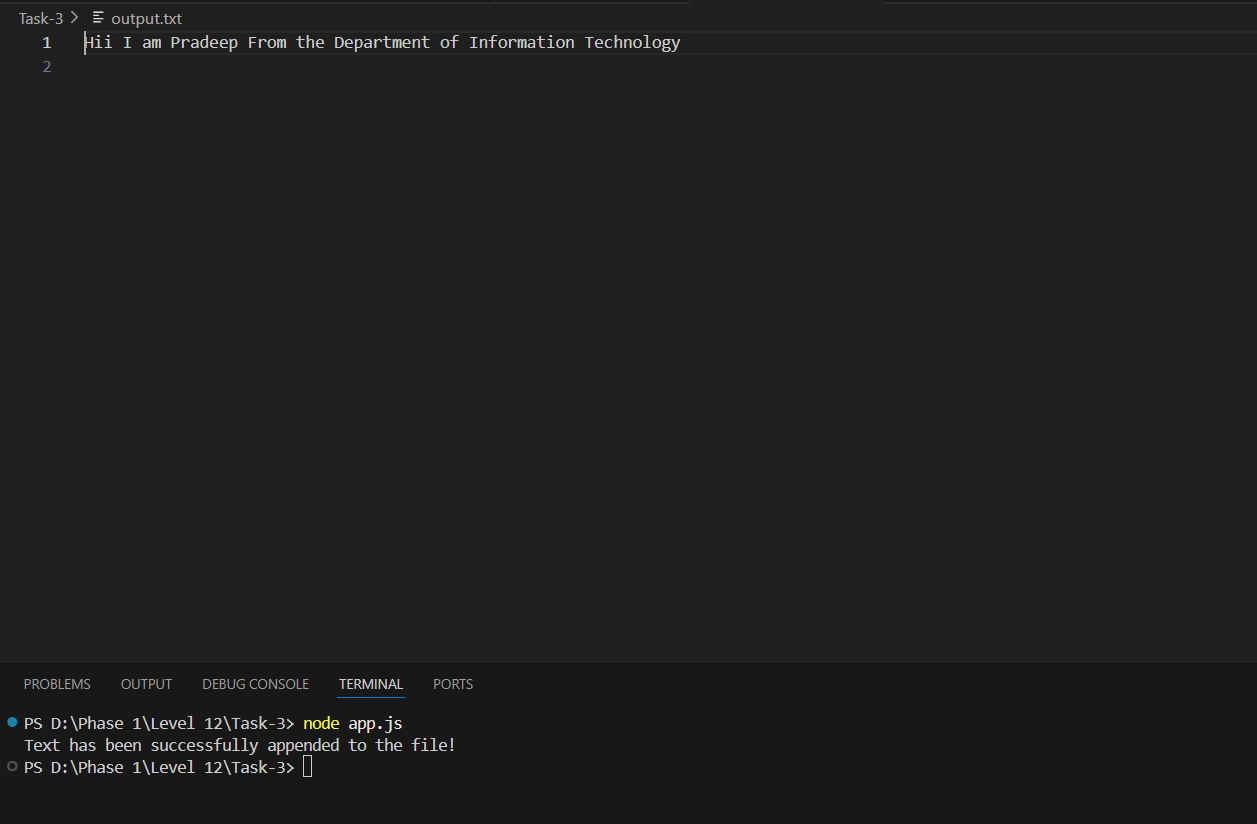 Task-3 > output.txt
1 Hii I am Pradeep From the Department of Information Technology
2
PROBLEMS OUTPUT DEBUG CONSOLE TERMINAL PORTS
PS D:\Phase 1\Level 12\Task-3> node app.js
Text has been successfully appended to the file!
PS D:\Phase 1\Level 12\Task-3>